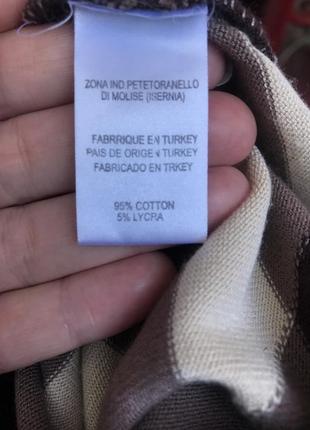 ZONA IND.PETETORANELLO
DI MOLISE (ISERNIA)
FABRRIQUE EN TURKEY
PAIS DE ORIGEN TURKEY
FABRICADO EN TRKEY
95% COTTON
5% LYCRA